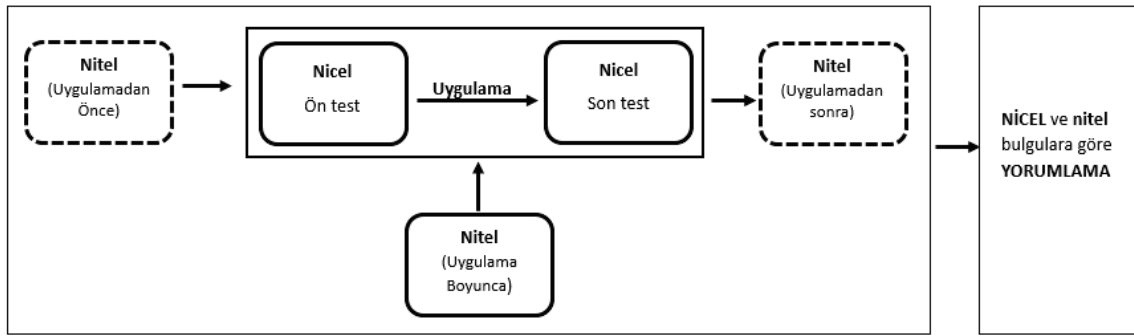 Nitel
(Uygulamadan
Önce)
Nicel
Ön test
Uygulama
Nicel
Son test
Nitel
(Uygulamadan
sonra)
Nitel
(Uygulama
Boyunca)
NİCEL ve nitel
bulgulara göre
YORUMLAMA